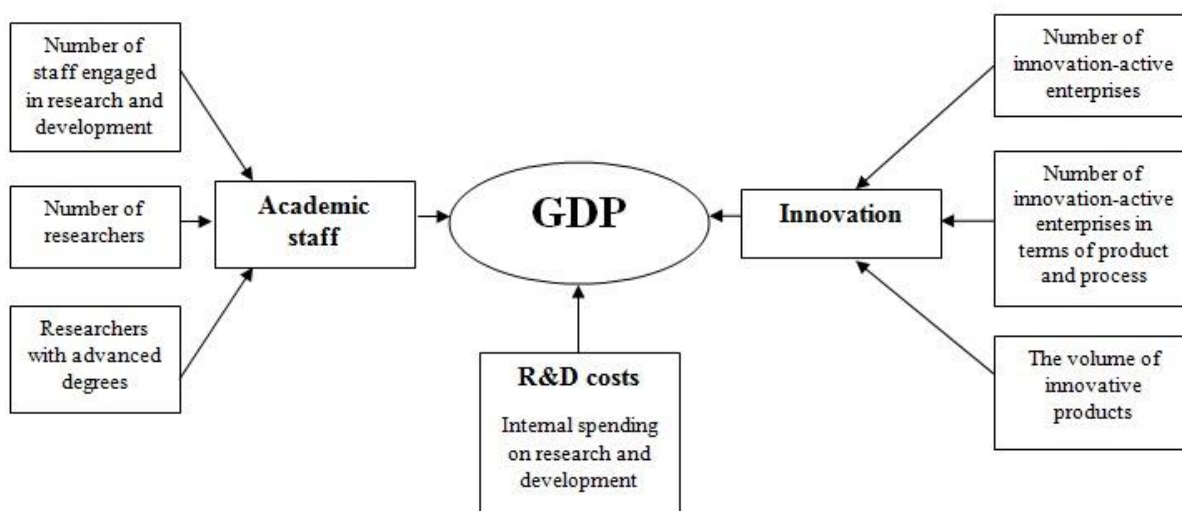 Number of
staff engaged
in research and
development
Number of
researchers
Researchers
with advanced
degrees
Academic
staff
GDP
R&D costs
Internal spending
on research and
development
Innovation
Number of
innovation-active
enterprises
Number of
innovation-active
enterprises in
terms of product
and process
The volume of
innovative
products